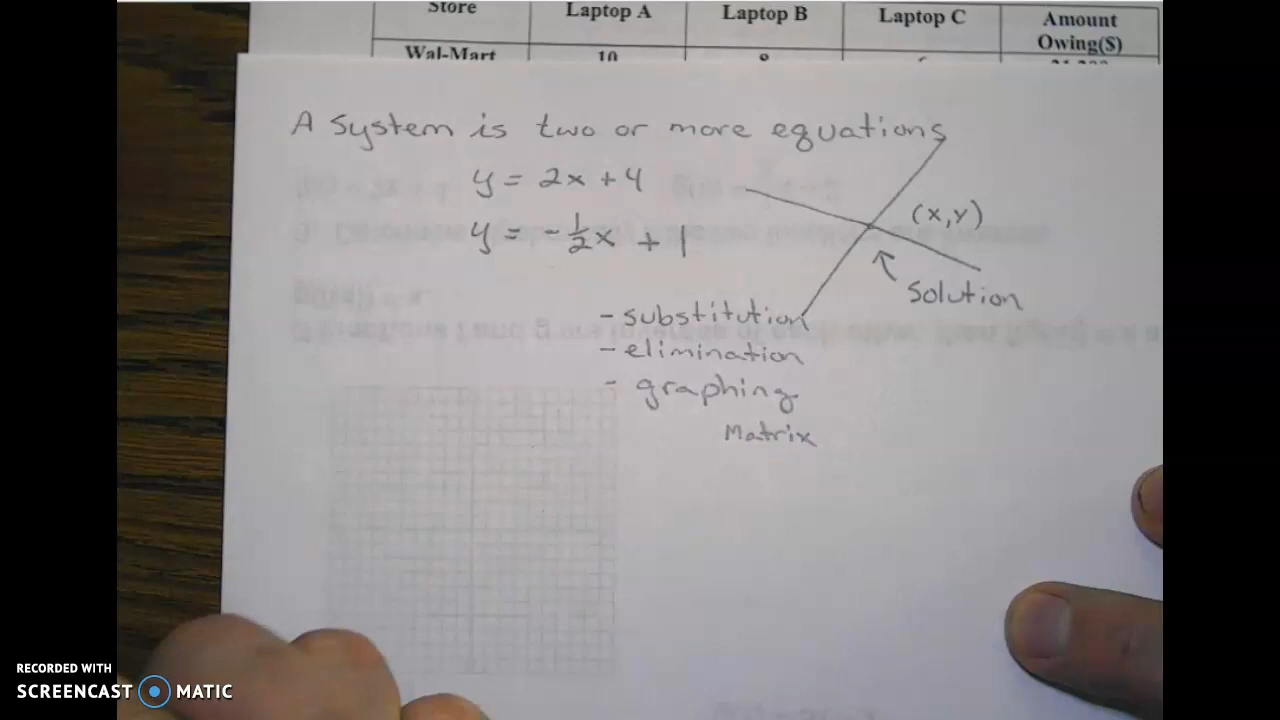 Store Laptop A Laptop B Laptop C Amount Owing($)
Wal-Mart 10
A System is two or more equations
y = 2x + 4
y = -1/2x + 1
(x,y)
Solution
- substitution
- elimination
- graphing
Matrix
RECORDED WITH
SCREENCAST MATIC